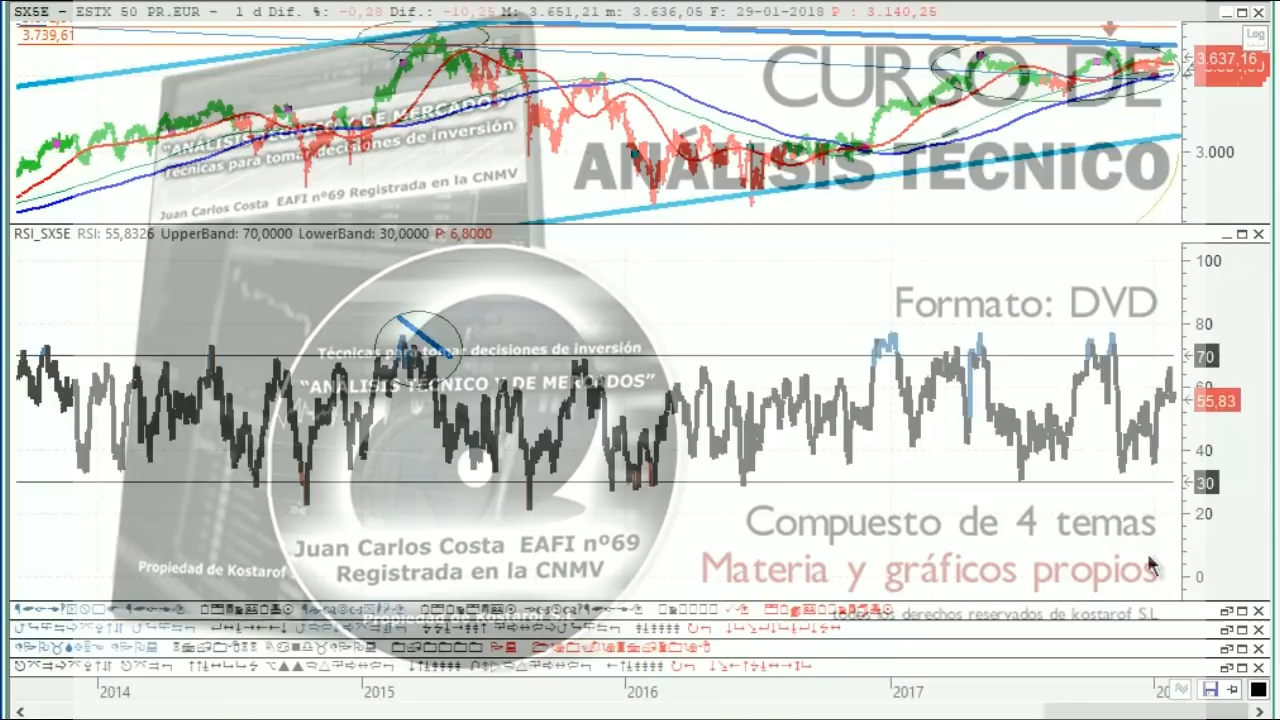 SX5E - ESTX 50 PR.EUR - 1 d Dif. %: -0,28 Dif.: -10,25 M: 3.651,21 m: 3.636,05 F: 29-01-2018 P : 3.140,25
3.739,61
Log
3.637,16
CURSO DE
ANÁLISIS TÉCNICO
3.000
"ANÁLISIS TÉCNICO Y DE MERCADOS"
Técnicas para tomar decisiones de inversión
Juan Carlos Costa EAFI nº69 Registrada en la CNMV
RSI_SX5E RSI: 55,8326 UpperBand: 70,0000 LowerBand: 30,0000 P: 6,8000
100
Formato: DVD
80
Técnicas para tomar decisiones de inversión
70
"ANÁLISIS TÉCNICO Y DE MERCADOS"
60
55,83
40
30
20
Compuesto de 4 temas
Juan Carlos Costa EAFI nº69
Registrada en la CNMV
Materia y gráficos propios
Propiedad de Kostarof S.
0
Propiedad de Kostarof S.L
todos los derechos reservados de kostarof S.L
2014 2015 2016 2017 20